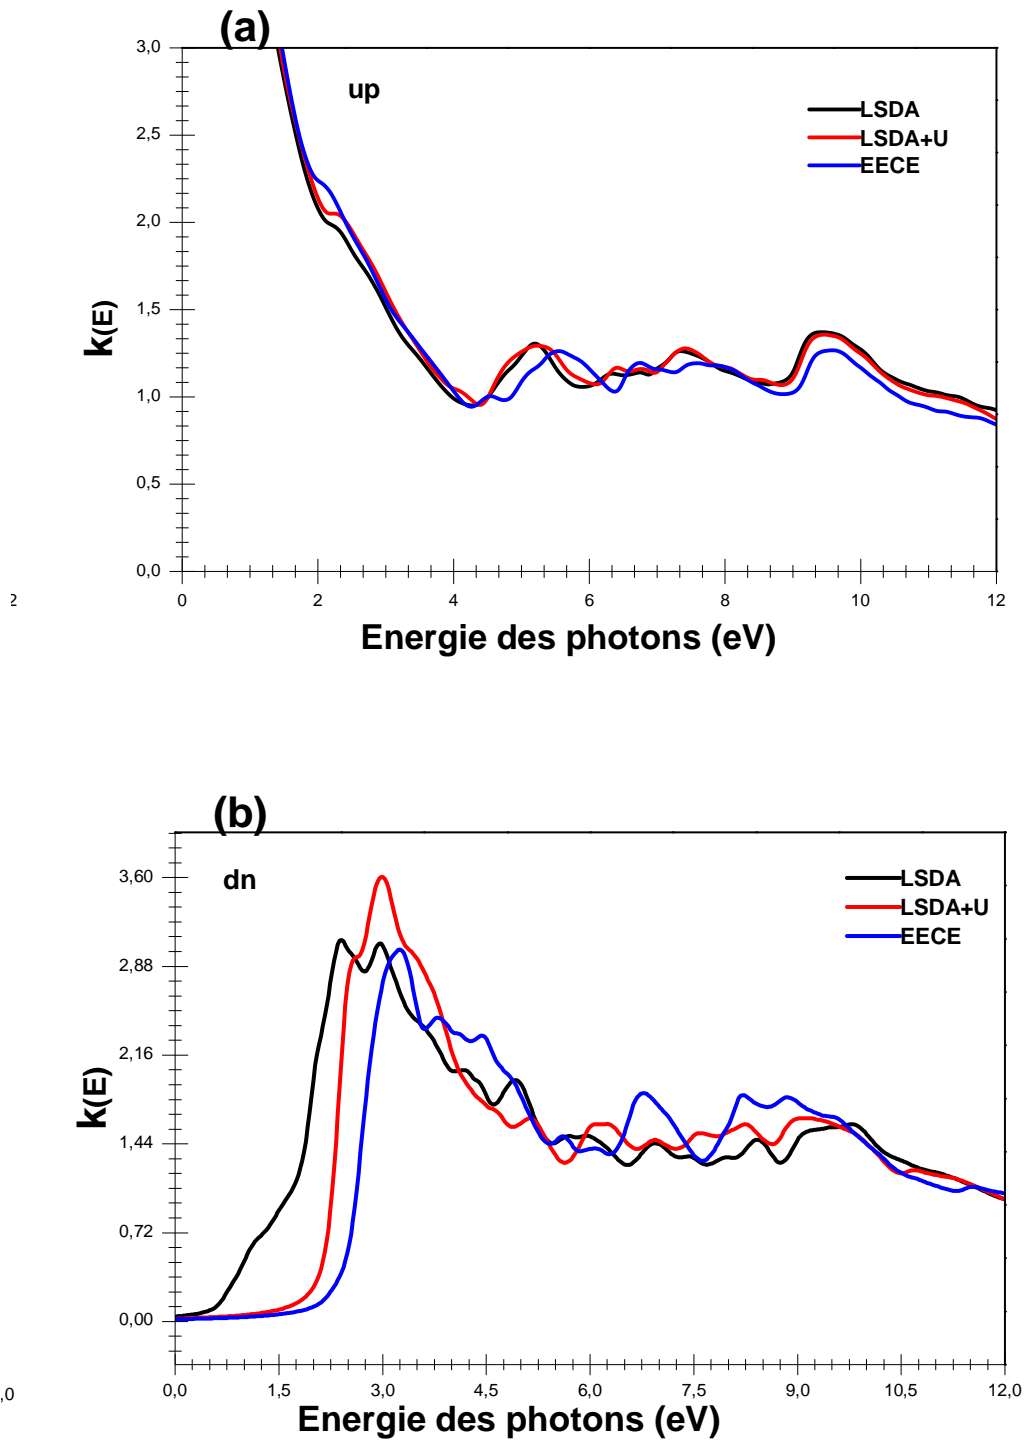 (a)
3,0
up
LSDA
LSDA+U
EECE
2,5
2,0
1,5
k(E)
1,0
0,5
0,0
2
0 2 4 6 8 10 12
Energie des photons (eV)
(b)
3,60
dn
LSDA
LSDA+U
EECE
2,88
2,16
k(E)
1,44
0,72
0,00
,0
0,0 1,5 3,0 4,5 6,0 7,5 9,0 10,5 12,0
Energie des photons (eV)